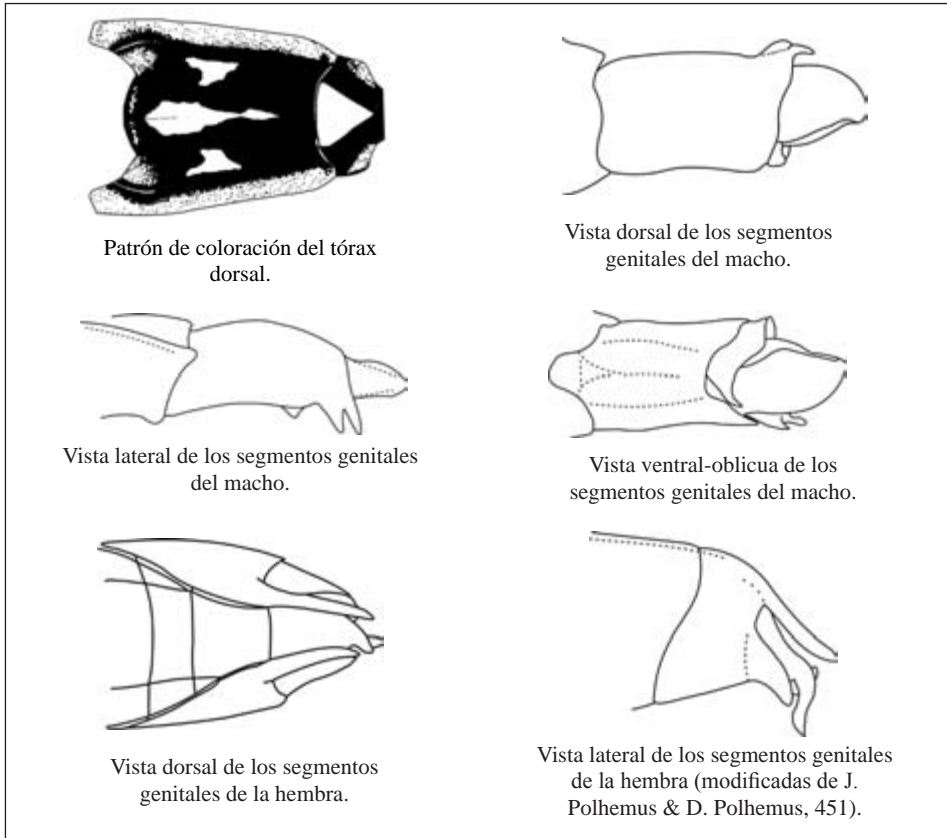 Patrón de coloración del tórax
dorsal.
Vista dorsal de los segmentos
genitales del macho.
Vista lateral de los segmentos genitales
del macho.
Vista ventral-oblicua de los
segmentos genitales del macho.
Vista dorsal de los segmentos
genitales de la hembra.
Vista lateral de los segmentos genitales
de la hembra (modificadas de J.
Polhemus & D. Polhemus, 451).